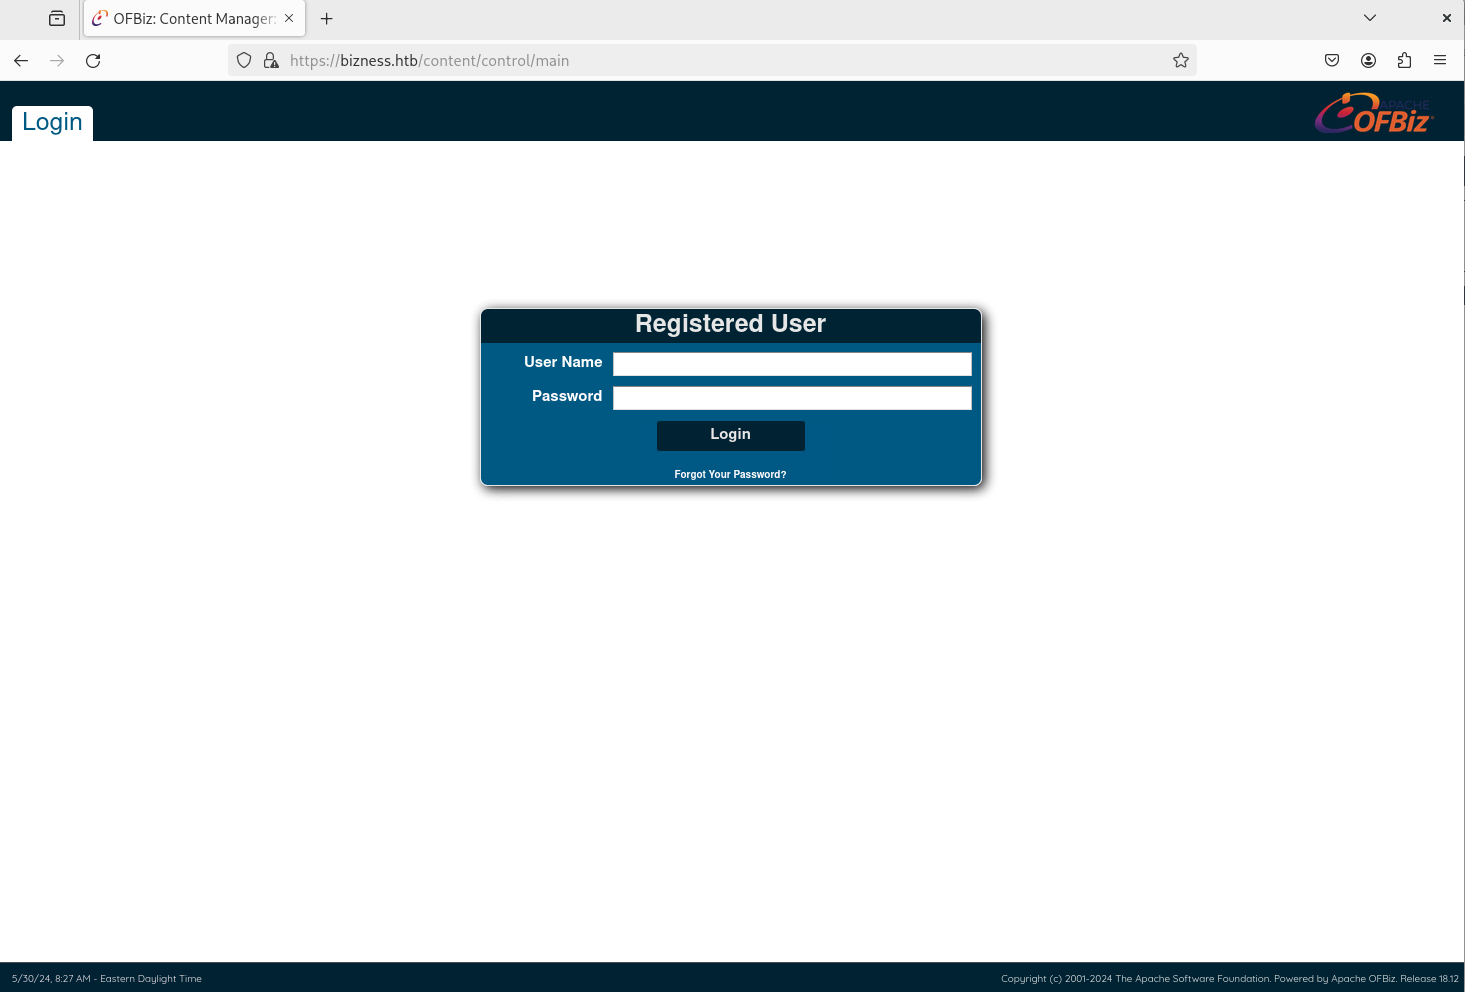 OFBiz: Content Manager:
https://bizness.htb/content/control/main
Login
APACHE
OFBiz
Registered User
User Name
Password
Login
Forgot Your Password?
5/30/24, 8:27 AM - Eastern Daylight Time
Copyright (c) 2001-2024 The Apache Software Foundation. Powered by Apache OFBiz. Release 18.12